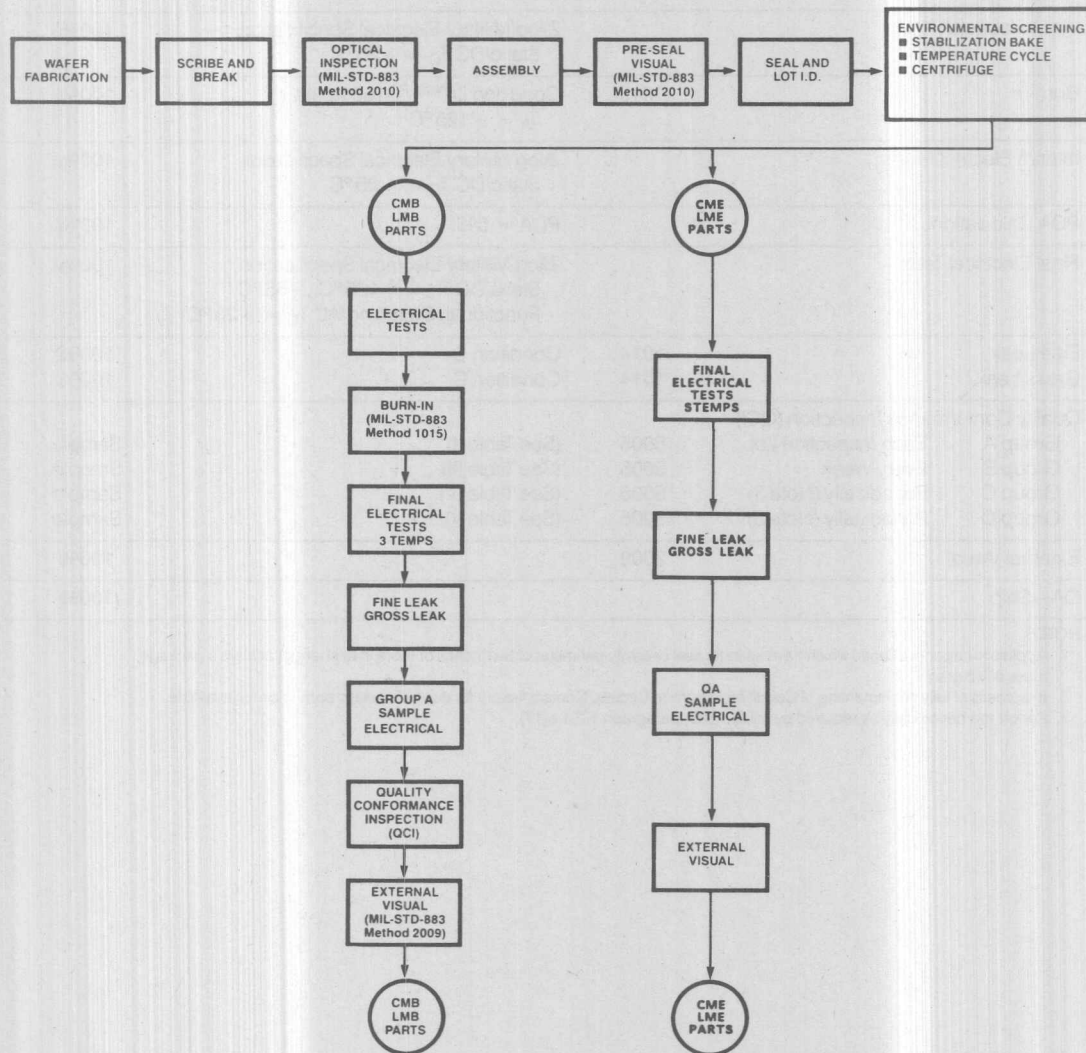 WAFER
FABRICATION
SCRIBE AND
BREAK
OPTICAL
INSPECTION
(MIL-STD-883
Method 2010)
ASSEMBLY
PRE-SEAL
VISUAL
(MIL-STD-883
Method 2010)
SEAL AND
LOT I.D.
ENVIRONMENTAL SCREENING
■ STABILIZATION BAKE
■ TEMPERATURE CYCLE
■ CENTRIFUGE
CMB
LMB
PARTS
ELECTRICAL
TESTS
BURN-IN
(MIL-STD-883
Method 1015)
FINAL
ELECTRICAL
TESTS
3 TEMPS
FINE LEAK
GROSS LEAK
GROUP A
SAMPLE
ELECTRICAL
QUALITY
CONFORMANCE
INSPECTION
(QCI)
EXTERNAL
VISUAL
(MIL-STD-883
Method 2009)
CMB
LMB
PARTS
CME
LME
PARTS
FINAL
ELECTRICAL
TESTS
STEMPS
FINE LEAK
GROSS LEAK
QA
SAMPLE
ELECTRICAL
EXTERNAL
VISUAL
CME
LME
PARTS